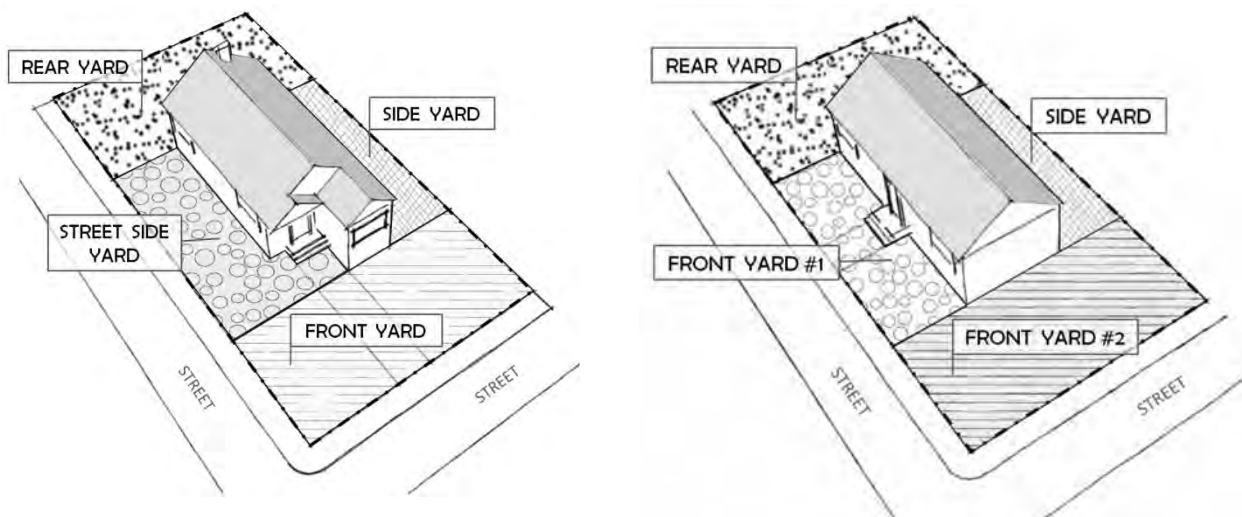 REAR YARD
SIDE YARD
STREET SIDE
YARD
FRONT YARD
STREET
STREET
REAR YARD
SIDE YARD
FRONT YARD #1
FRONT YARD #2
STREET
STREET